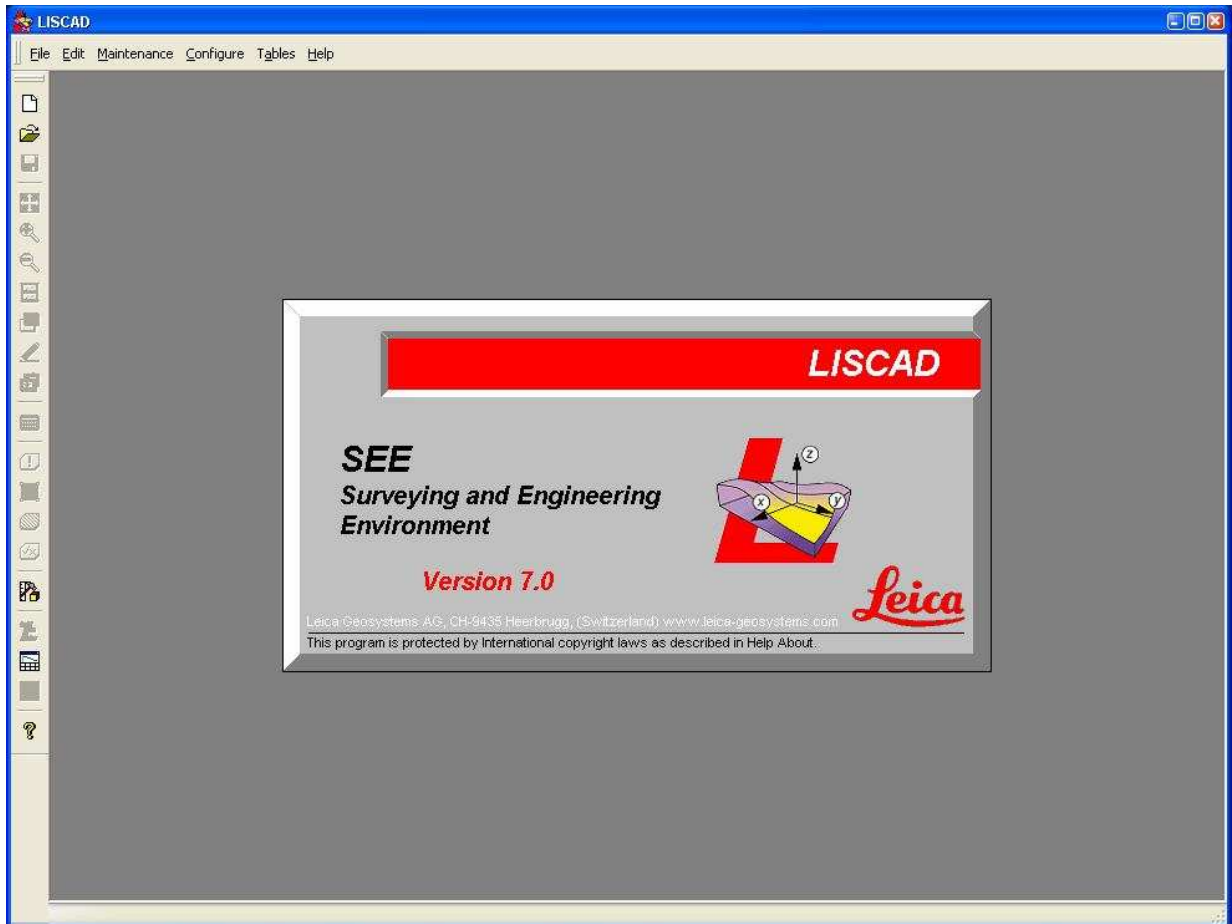 LISCAD
File Edit Maintenance Configure Tables Help
LISCAD
SEE
Surveying and Engineering
Environment
z
x
y
Version 7.0
Leica
Leica Geosystems AG, CH-9435 Heerbrugg, (Switzerland) www.leica-geosystems.com
This program is protected by International copyright laws as described in Help About.